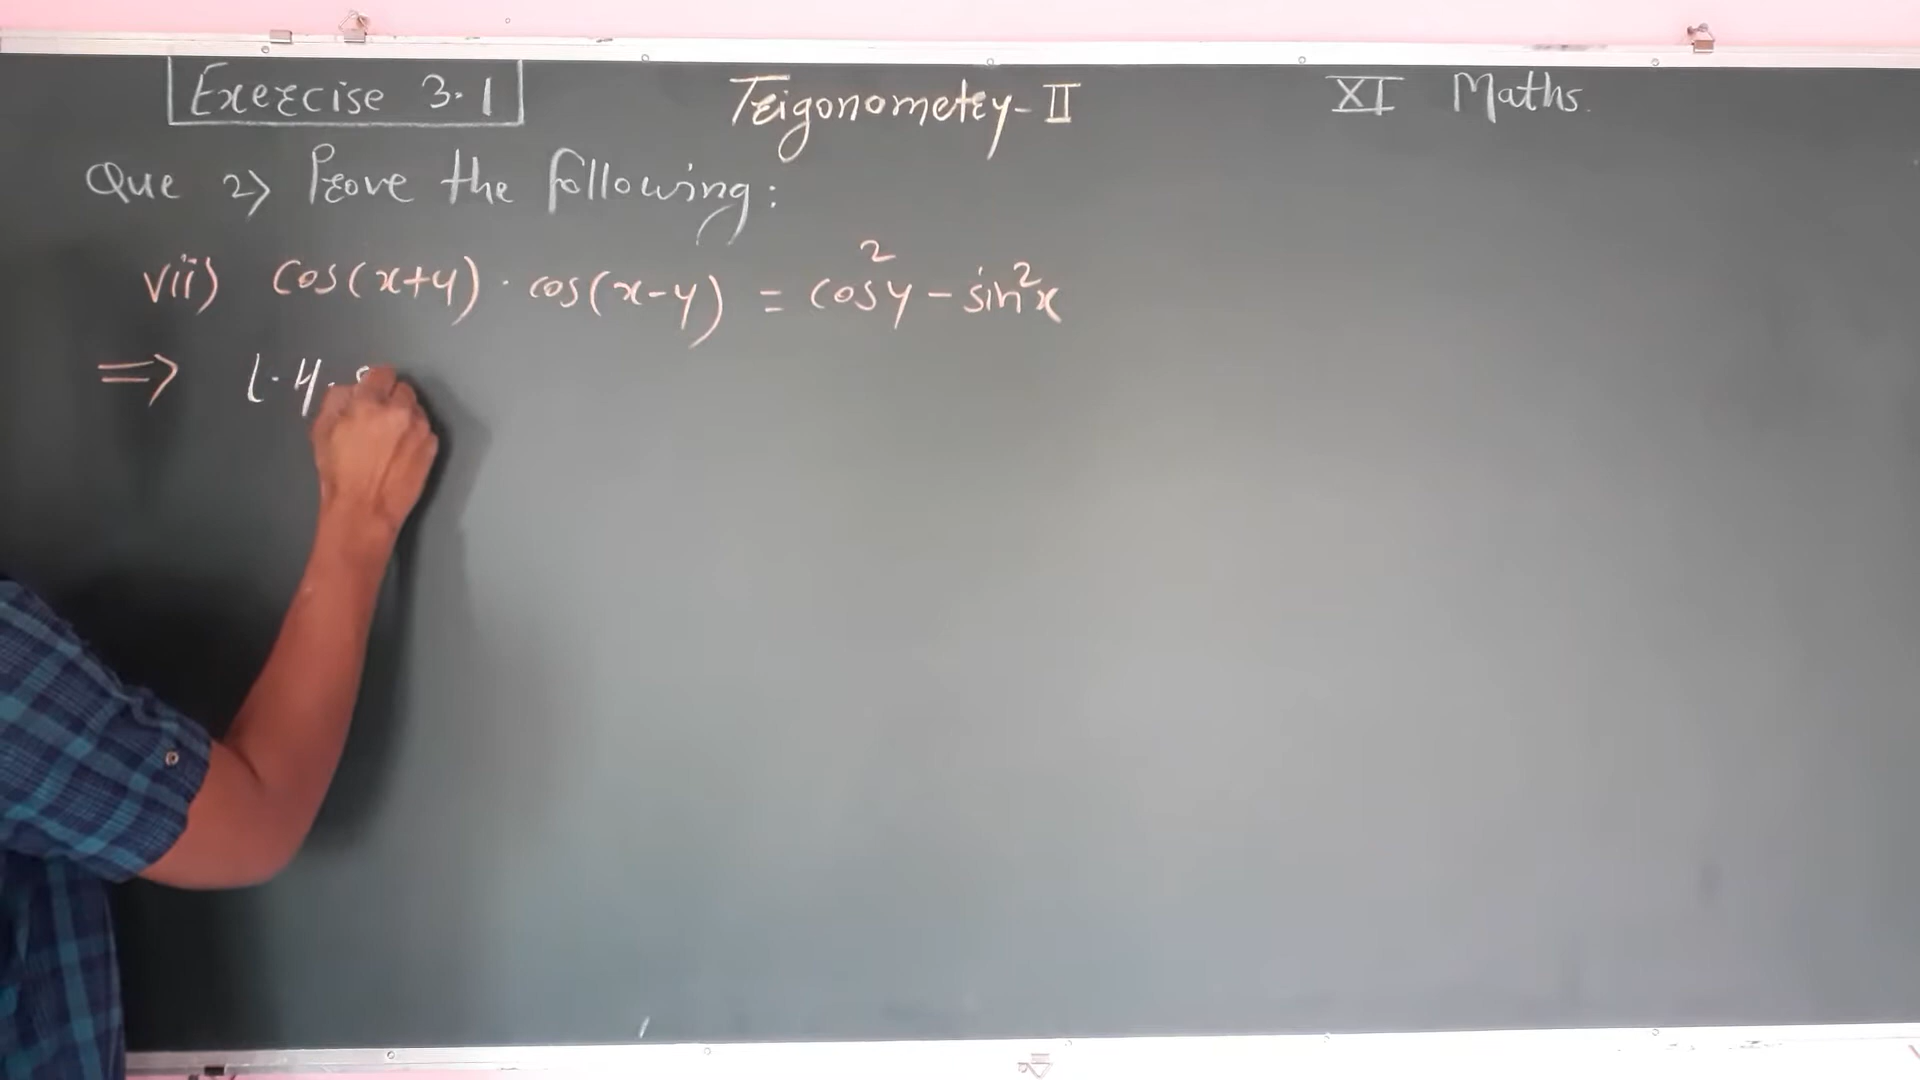 Exercise 3.1 Trigonometry-II XI Maths.
Que 2) Prove the following:
vii) cos(x+y) · cos(x-y) = cos²y - sin²x
=> L.H.